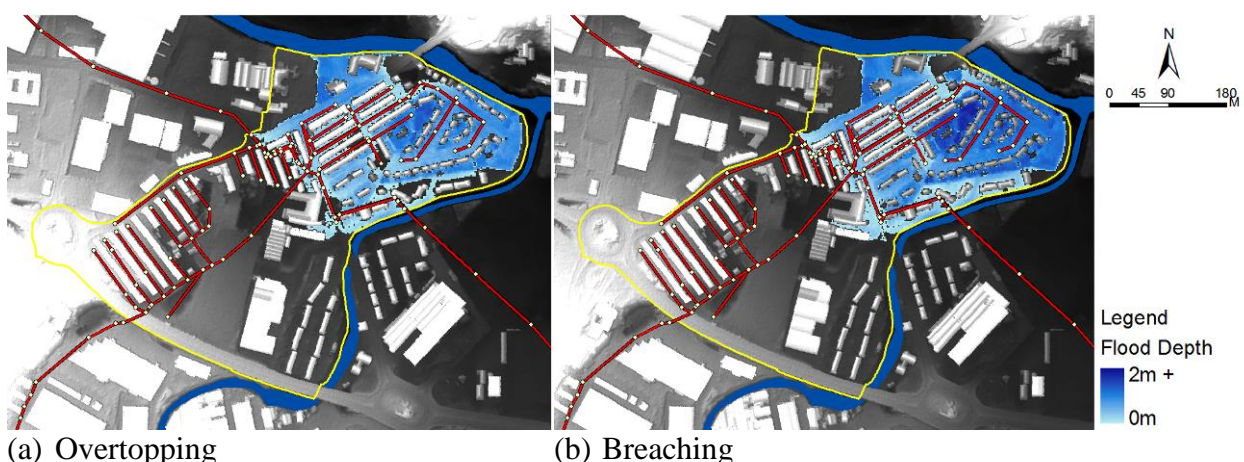 N
0 45 90 180
M
Legend
Flood Depth
2m +
0m
(a) Overtopping
(b) Breaching